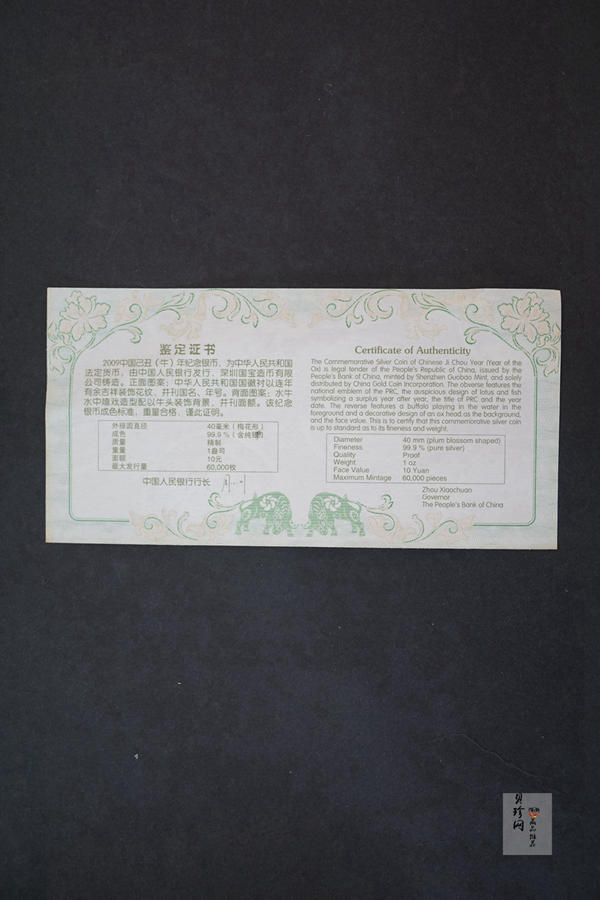 鉴定证书
2009中国己丑（牛）年纪念银币，为中华人民共和国
法定货币，由中国人民银行发行，深圳国宝造币有限
公司铸造。正面图案：中华人民共和国国徽衬以连年
有余吉祥装饰花纹，并刊国名、年号。背面图案：水牛
水中嬉戏造型配以牛头装饰背景，并刊面额。该纪念
银币成色标准，重量合格，谨此证明。
外接圆直径 40毫米（梅花形）
成色 99.9％（含纯银）
质量 精制
重量 1盎司
面额 10元
最大发行量 60,000枚
中国人民银行行长
Certificate of Authenticity
The Commemorative Silver Coin of Chinese Ji Chou Year (Year of the
Ox) is legal tender of the People's Republic of China, issued by the
People's Bank of China, minted by Shenzhen Guobao Mint, and solely
distributed by China Gold Coin Incorporation. The obverse features the
national emblem of the PRC, the auspicious design of lotus and fish
symbolizing a surplus year after year, the title of PRC and the year
date. The reverse features a buffalo playing in the water in the
foreground and a decorative design of an ox head as the background,
and the face value. This is to certify that this commemorative silver coin
is up to standard as to its fineness and weight.
Diameter 40 mm (plum blossom shaped)
Fineness 99.9 % (pure silver)
Quality Proof
Weight 1 oz
Face Value 10 Yuan
Maximum Mintage 60,000 pieces
Zhou Xiaochuan
Governor
The People's Bank of China
贝珍网